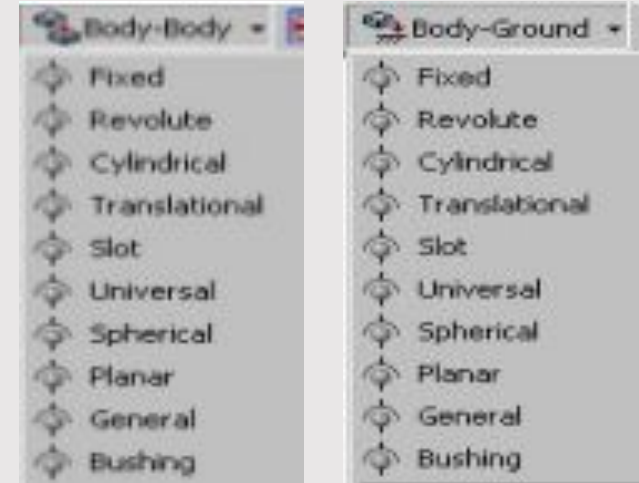 Body-Body
Fixed
Revolute
Cylindrical
Translational
Slot
Universal
Spherical
Planar
General
Bushing
Body-Ground
Fixed
Revolute
Cylindrical
Translational
Slot
Universal
Spherical
Planar
General
Bushing